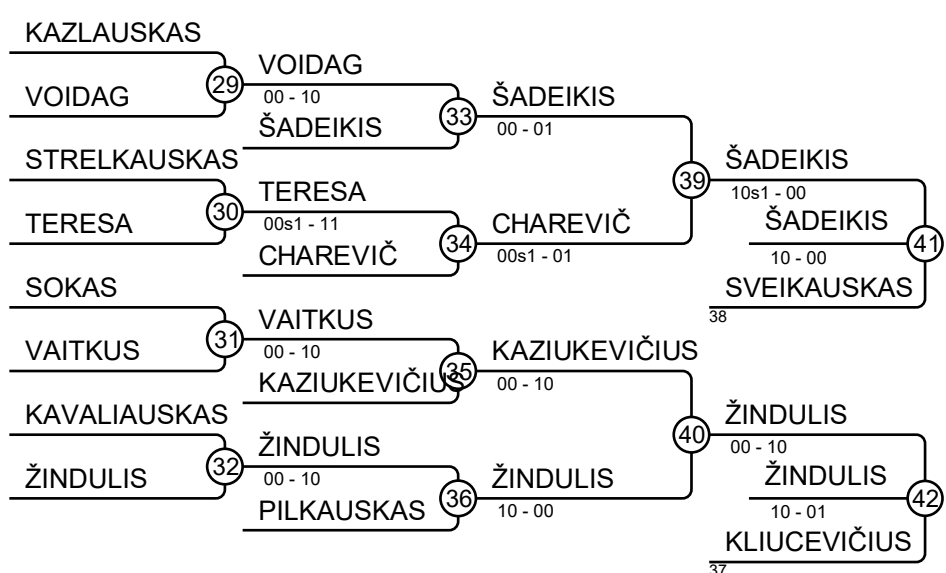 KAZLAUSKAS
29
VOIDAG
VOIDAG
00 - 10
33
ŠADEIKIS
ŠADEIKIS
00 - 01
STRELKAUSKAS
39
ŠADEIKIS
10s1 - 00
30
TERESA
TERESA
00s1 - 11
34
CHAREVIČ
CHAREVIČ
00s1 - 01
ŠADEIKIS
10 - 00
41
SOKAS
SVEIKAUSKAS
38
31
VAITKUS
VAITKUS
00 - 10
35
KAZIUKEVIČIUS
KAZIUKEVIČIUS
00 - 10
KAVALIAUSKAS
40
ŽINDULIS
00 - 10
32
ŽINDULIS
ŽINDULIS
00 - 10
36
ŽINDULIS
10 - 00
PILKAUSKAS
ŽINDULIS
10 - 01
42
KLIUCEVIČIUS
37